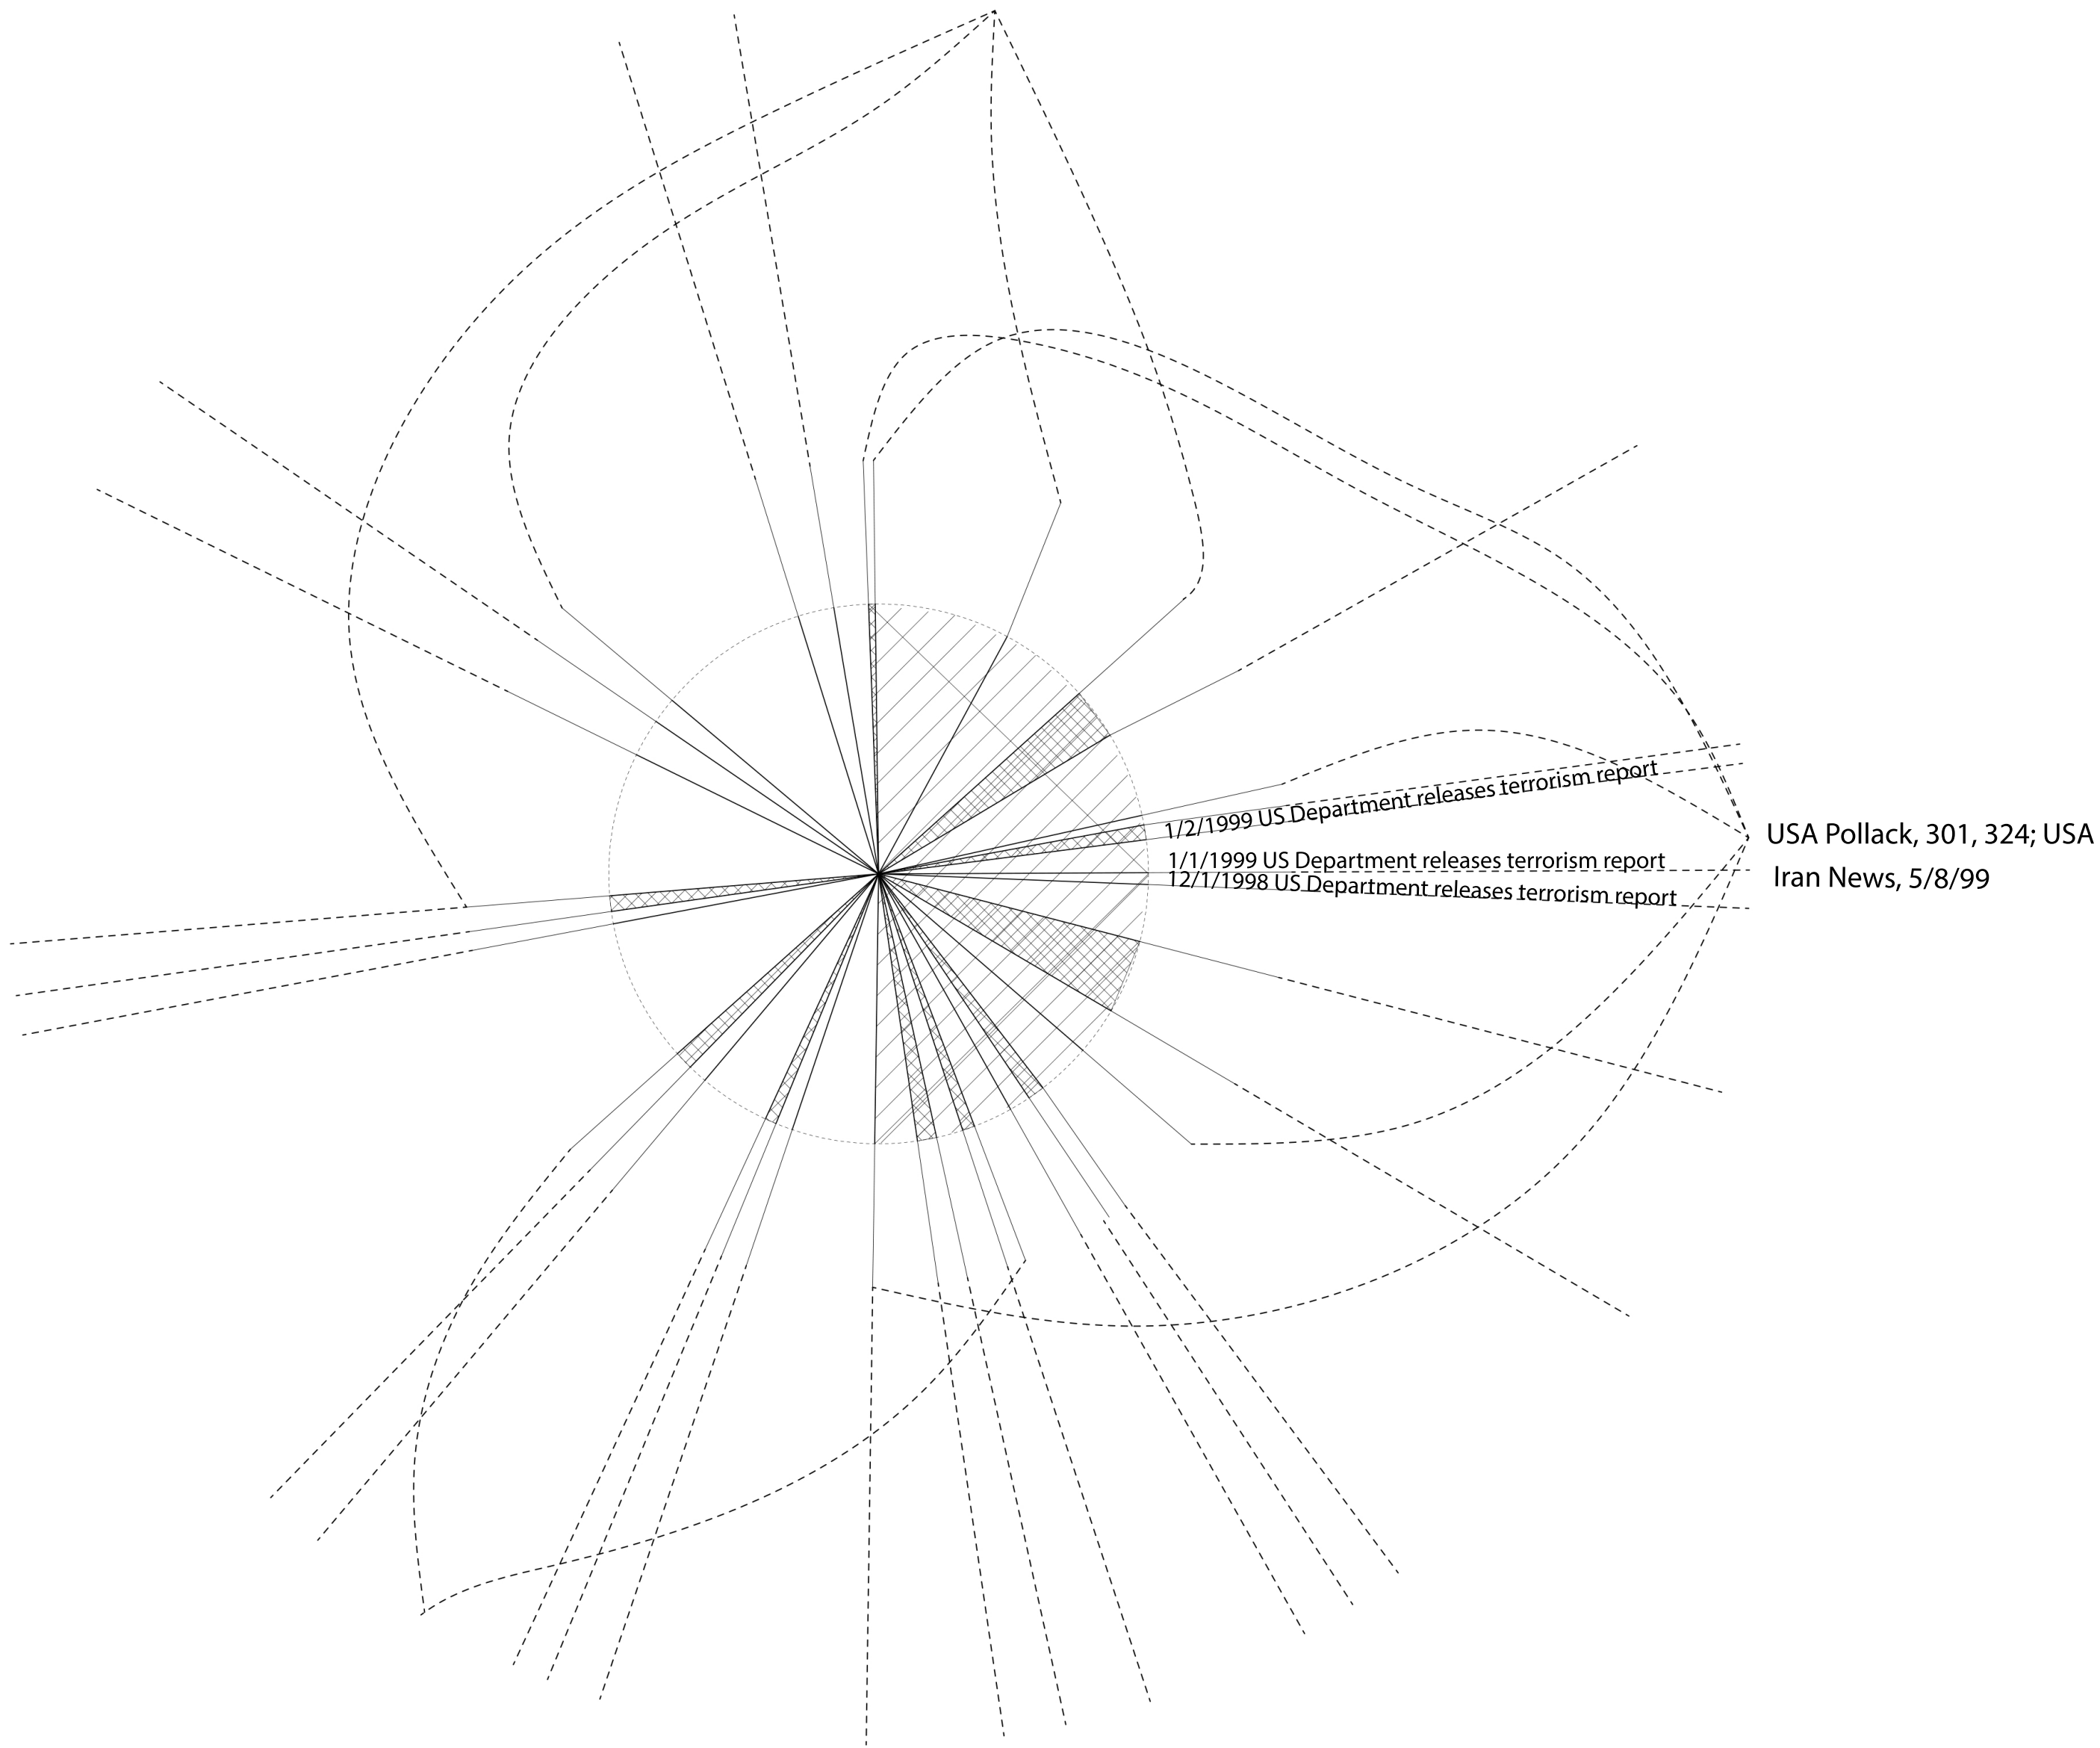 1/2/1999 US Department releases terrorism report
1/1/1999 US Department releases terrorism report
12/1/1998 US Department releases terrorism report
USA Pollack, 301, 324; USA
Iran News, 5/8/99